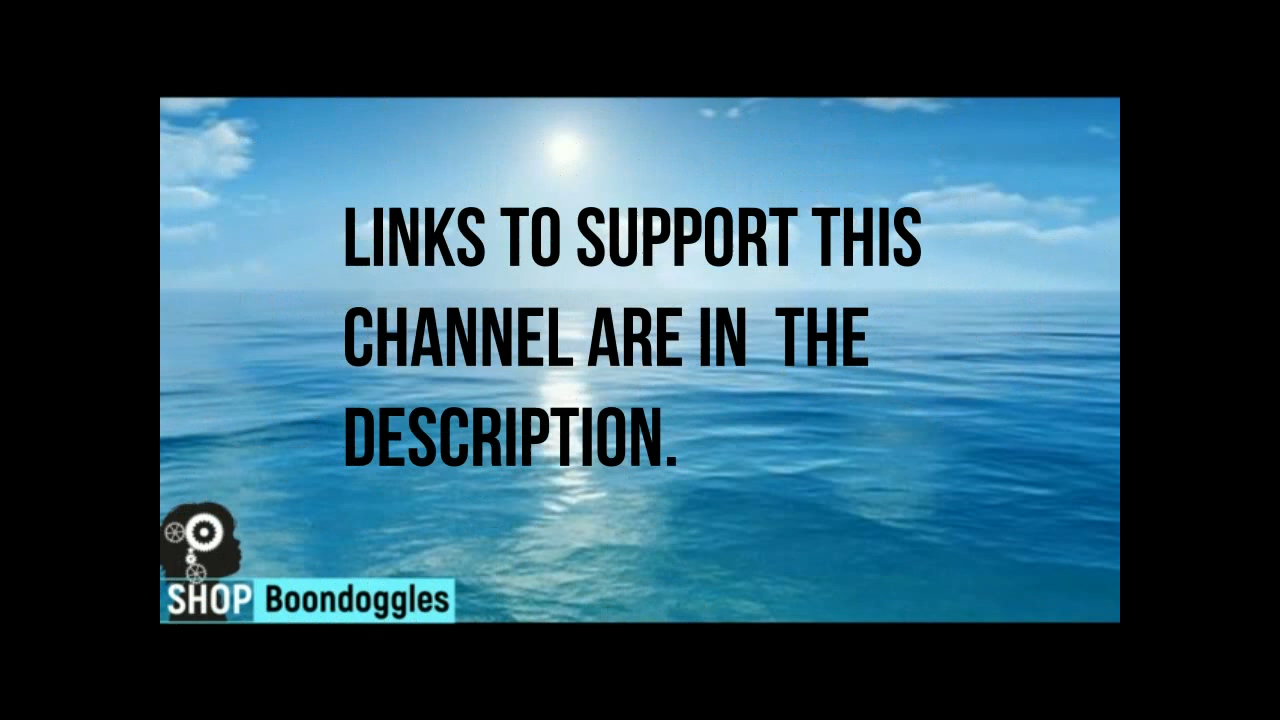 LINKS TO SUPPORT THIS
CHANNEL ARE IN THE
DESCRIPTION.
SHOP Boondoggles